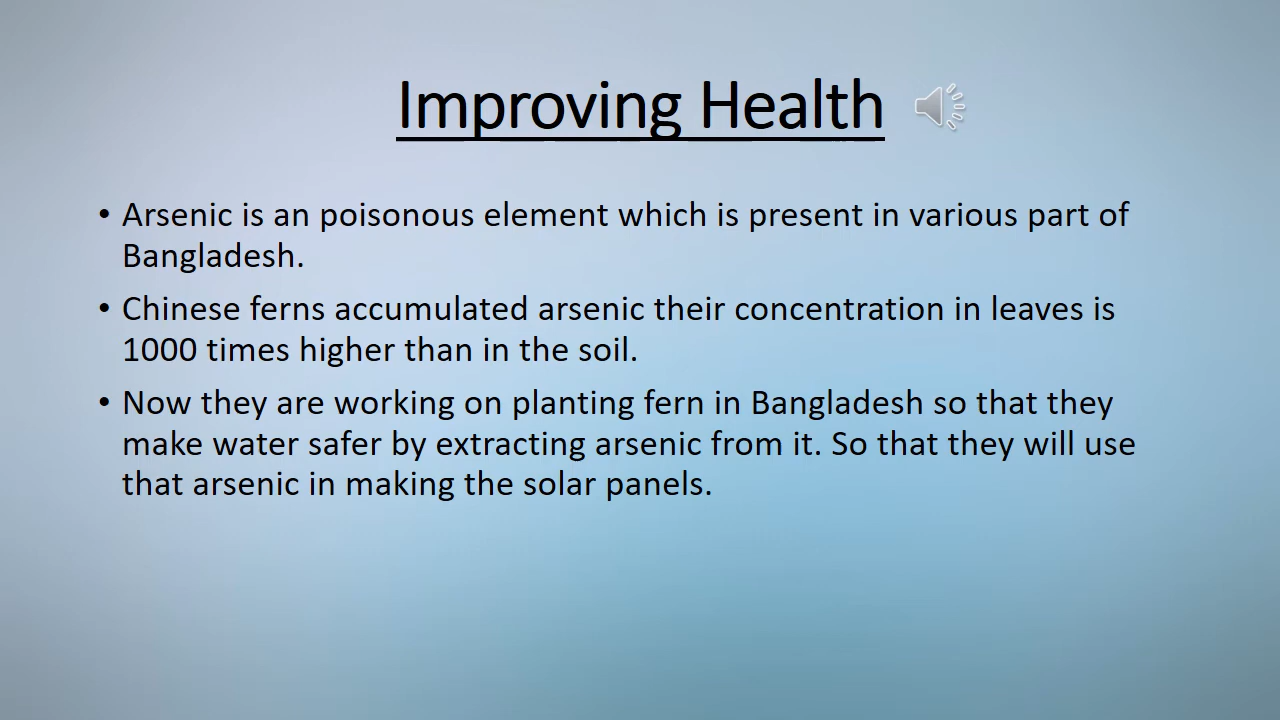 Improving Health
• Arsenic is an poisonous element which is present in various part of
Bangladesh.
• Chinese ferns accumulated arsenic their concentration in leaves is
1000 times higher than in the soil.
• Now they are working on planting fern in Bangladesh so that they
make water safer by extracting arsenic from it. So that they will use
that arsenic in making the solar panels.